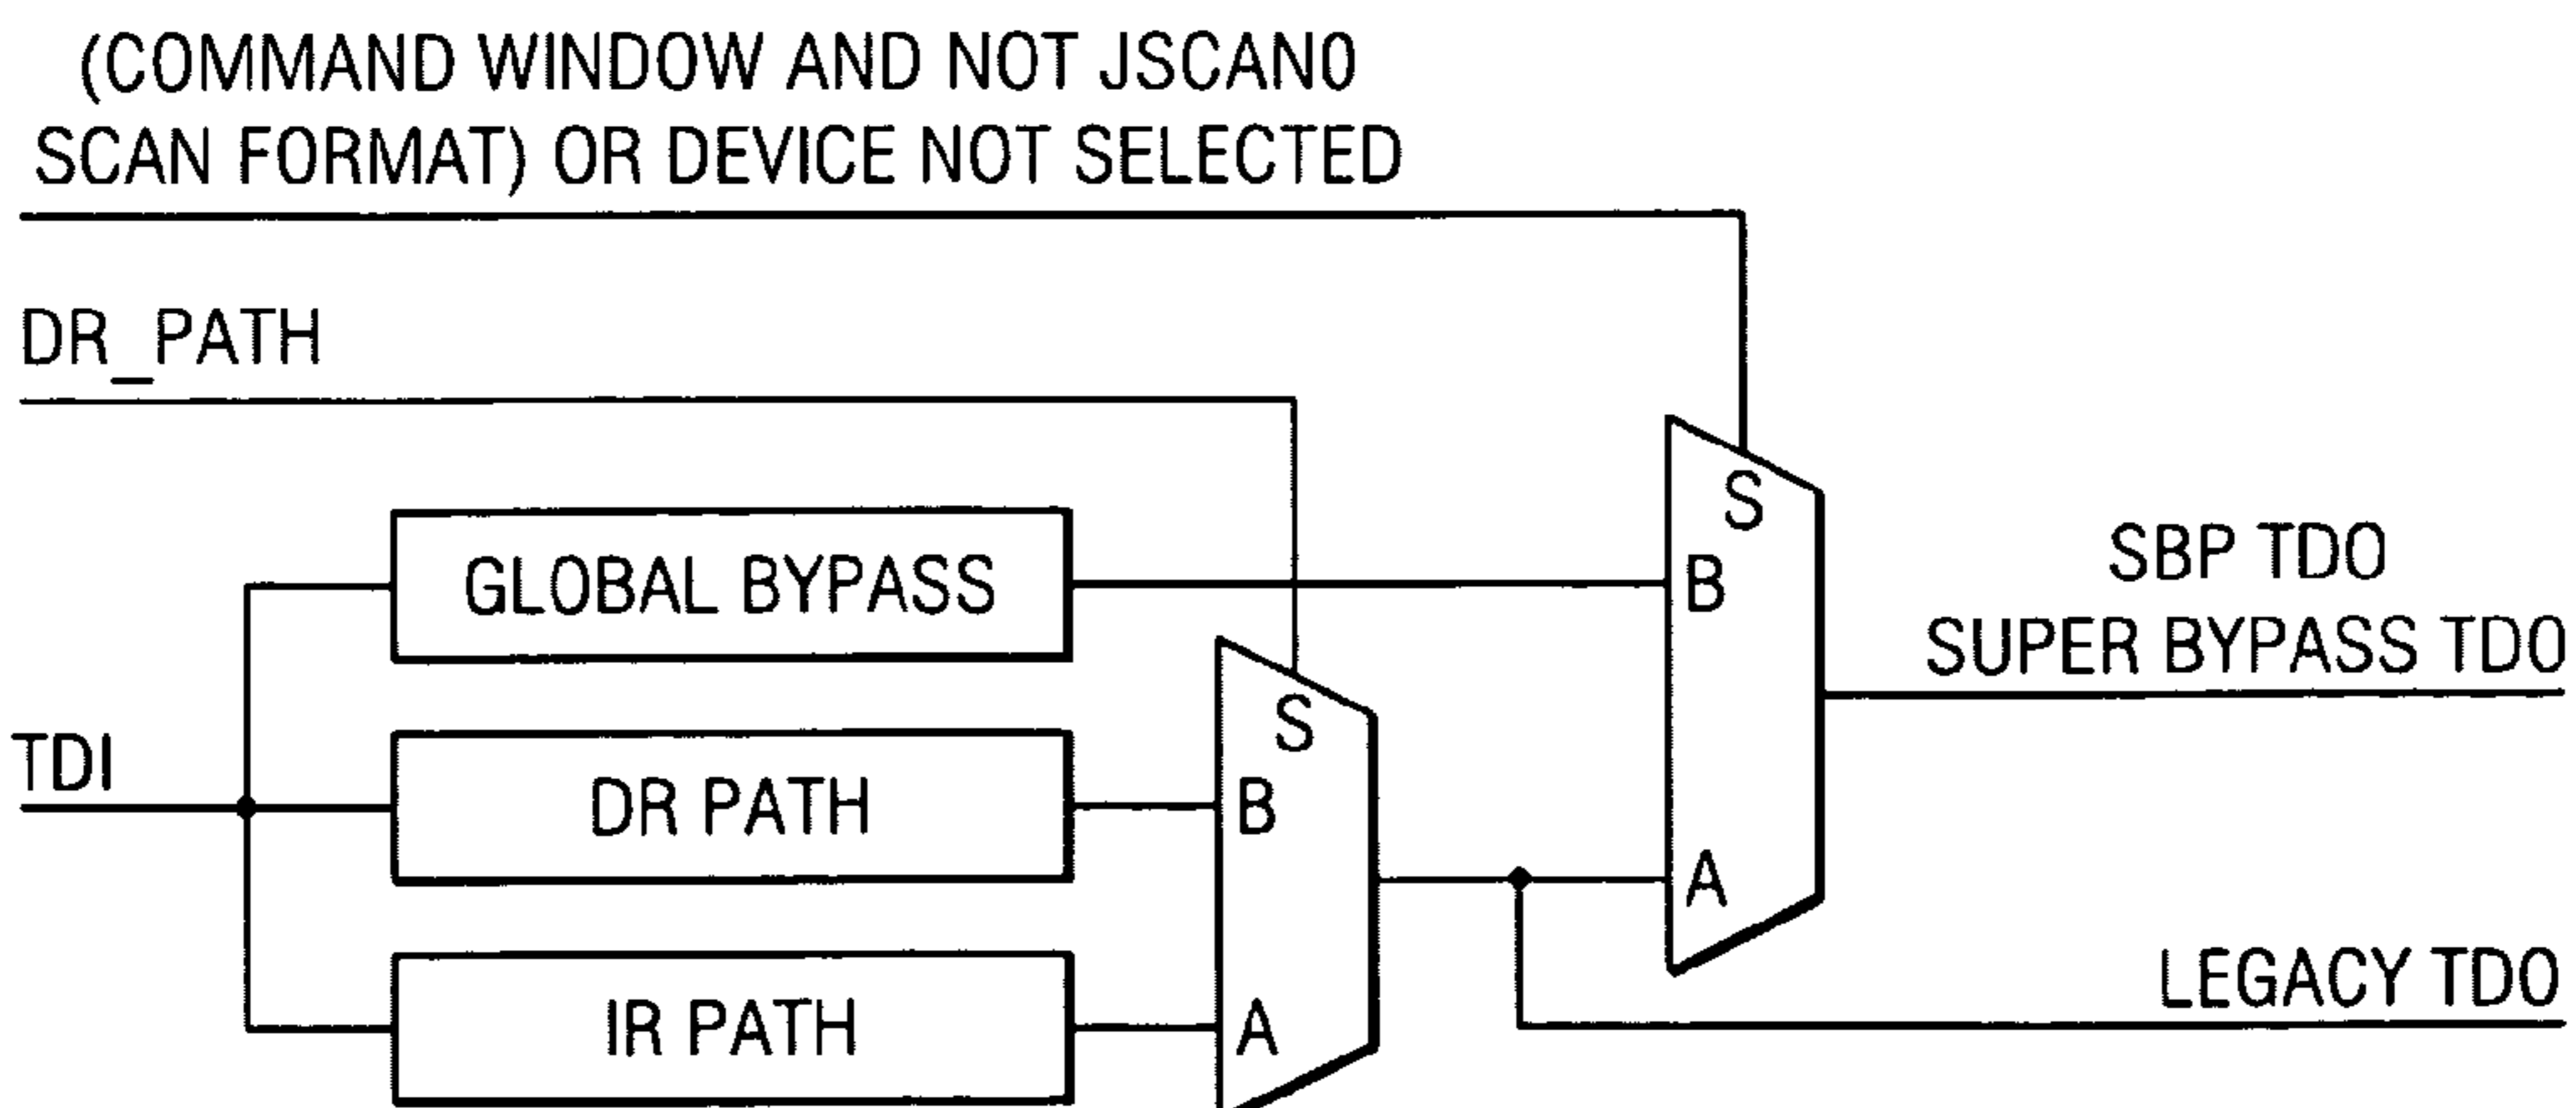 (COMMAND WINDOW AND NOT JSCAN0
SCAN FORMAT) OR DEVICE NOT SELECTED
DR_PATH
S
GLOBAL BYPASS
B
SBP TDO
SUPER BYPASS TDO
TDI
DR PATH
S
B
A
LEGACY TDO
IR PATH
A